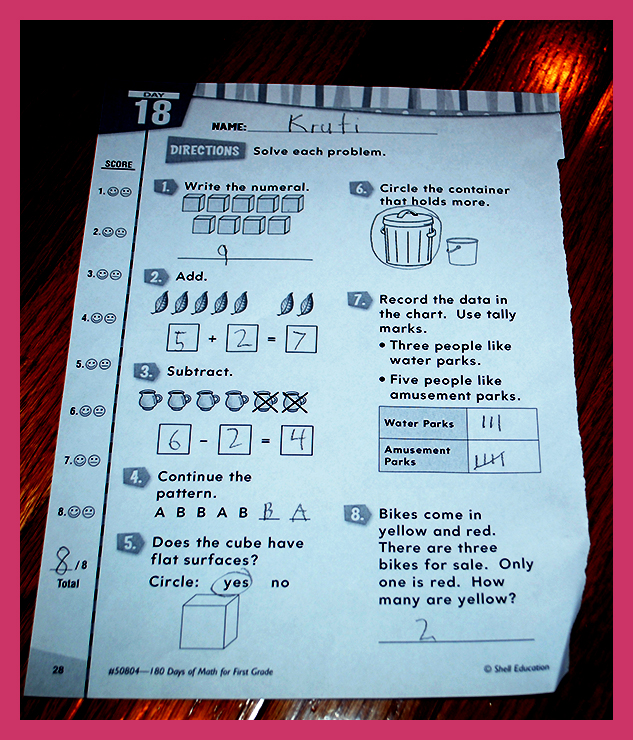 DAY
18
NAME: Kruti
DIRECTIONS Solve each problem.
SCORE
1.
2.
3.
4.
5.
6.
7.
8.
8/8
Total
1. Write the numeral.
9
2. Add.
5 + 2 = 7
3. Subtract.
6 - 2 = 4
4. Continue the
pattern.
A B B A B B A
5. Does the cube have
flat surfaces?
Circle: yes no
6. Circle the container
that holds more.
7. Record the data in
the chart. Use tally
marks.
• Three people like
water parks.
• Five people like
amusement parks.
Water Parks |||
Amusement
Parks ||||
8. Bikes come in
yellow and red.
There are three
bikes for sale. Only
one is red. How
many are yellow?
2
28
#50804—180 Days of Math for First Grade
© Shell Education